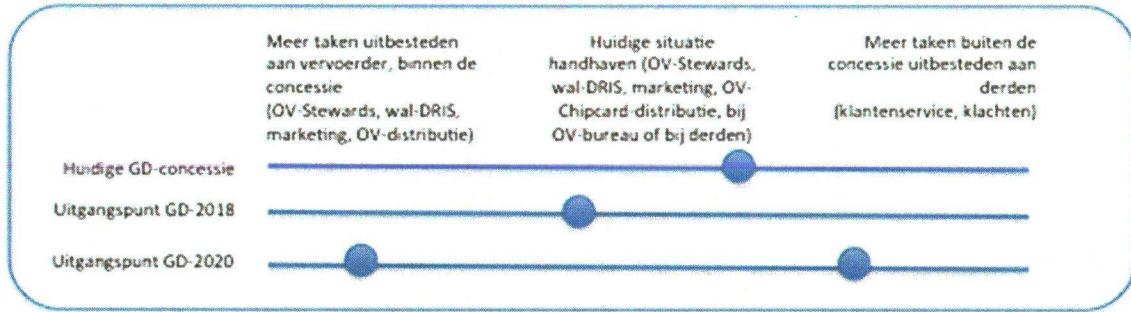 Meer taken uitbesteden
aan vervoerder, binnen de
concessie
(OV-Stewards, wal-DRIS,
marketing, OV-distributie)
Huidige situatie
handhaven (OV-Stewards,
wal-DRIS, marketing, OV-
Chipcard-distributie, bij
OV-bureau of bij derden)
Meer taken buiten de
concessie uitbesteden aan
derden
(klantenservice, klachten)
Huidige GD-concessie
Uitgangspunt GD-2018
Uitgangspunt GD-2020